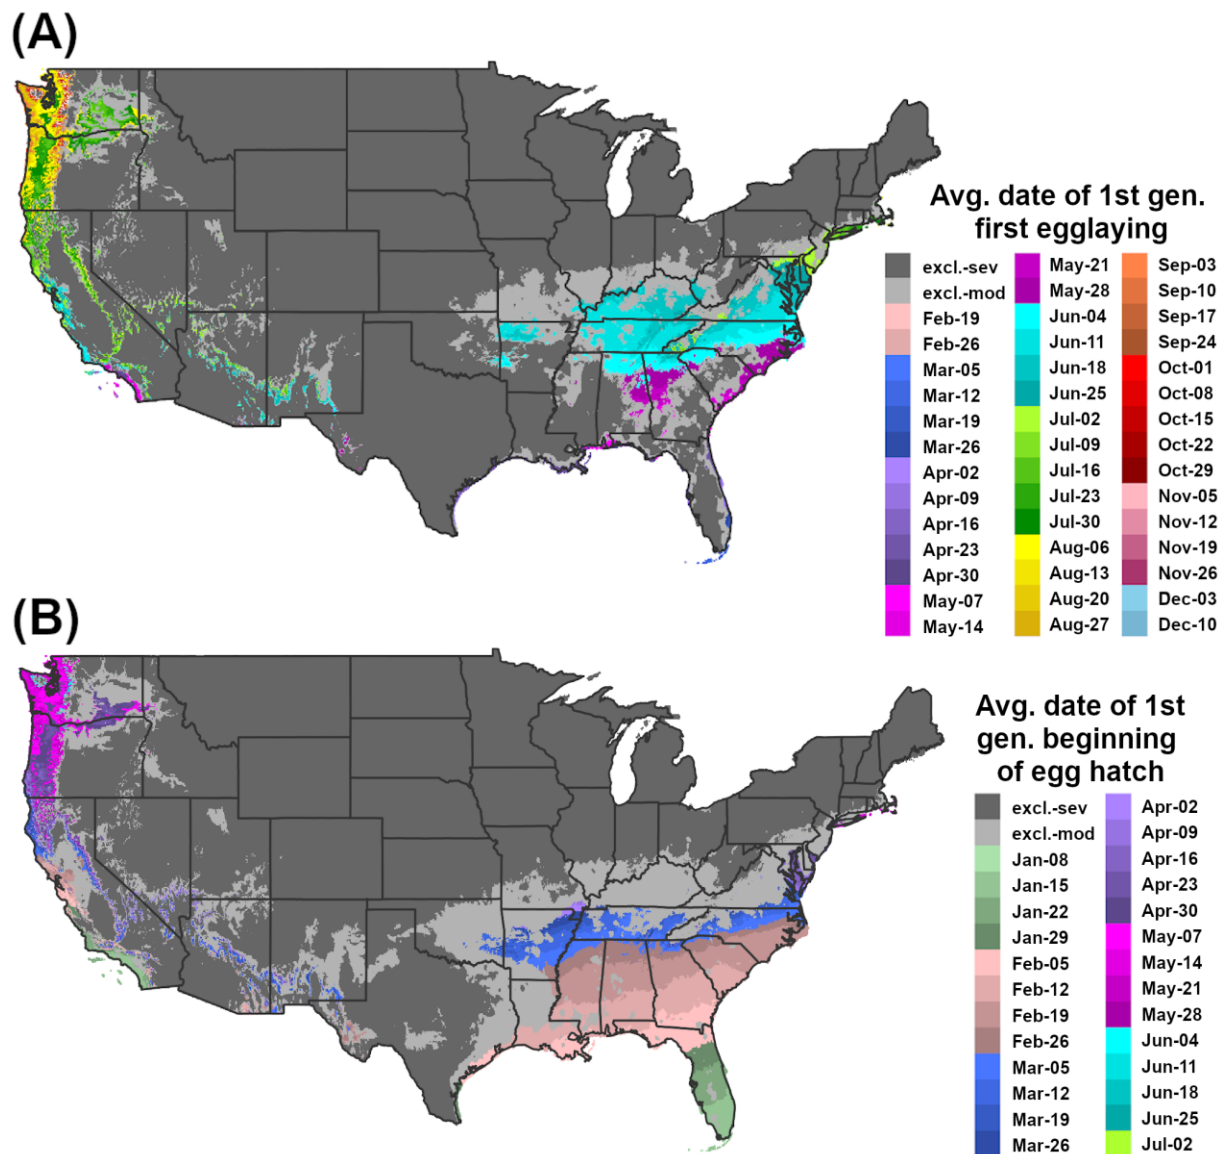 (A)
Avg. date of 1st gen.
first egglaying
excl.-sev
excl.-mod
Feb-19
Feb-26
Mar-05
Mar-12
Mar-19
Mar-26
Apr-02
Apr-09
Apr-16
Apr-23
Apr-30
May-07
May-14
May-21
May-28
Jun-04
Jun-11
Jun-18
Jun-25
Jul-02
Jul-09
Jul-16
Jul-23
Jul-30
Aug-06
Aug-13
Aug-20
Aug-27
Sep-03
Sep-10
Sep-17
Sep-24
Oct-01
Oct-08
Oct-15
Oct-22
Oct-29
Nov-05
Nov-12
Nov-19
Nov-26
Dec-03
Dec-10
(B)
Avg. date of 1st
gen. beginning
of egg hatch
excl.-sev
excl.-mod
Jan-08
Jan-15
Jan-22
Jan-29
Feb-05
Feb-12
Feb-19
Feb-26
Mar-05
Mar-12
Mar-19
Mar-26
Apr-02
Apr-09
Apr-16
Apr-23
Apr-30
May-07
May-14
May-21
May-28
Jun-04
Jun-11
Jun-18
Jun-25
Jul-02